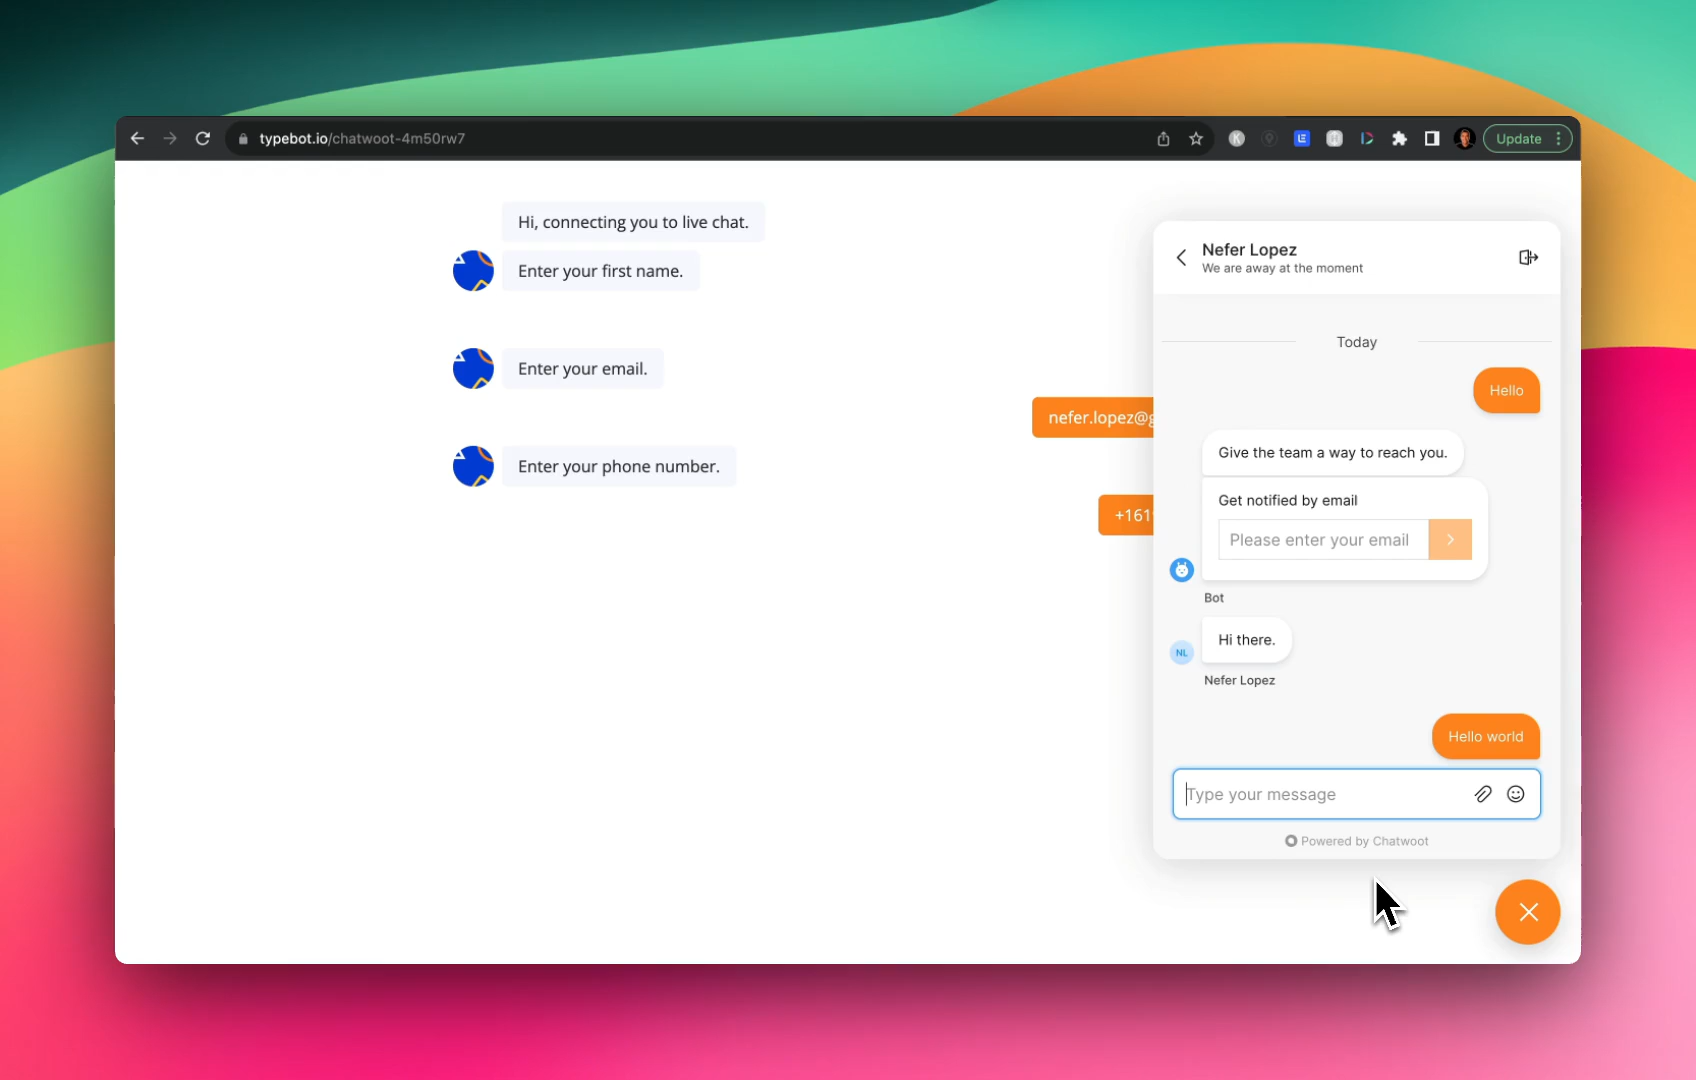 typebot.io/chatwoot-4m50rw7
Update
Hi, connecting you to live chat.
Enter your first name.
Enter your email.
nefer.lopez@g
Enter your phone number.
+161
Nefer Lopez
We are away at the moment
Today
Hello
Give the team a way to reach you.
Get notified by email
Please enter your email
Bot
Hi there.
NL
Nefer Lopez
Hello world
Type your message
Powered by Chatwoot